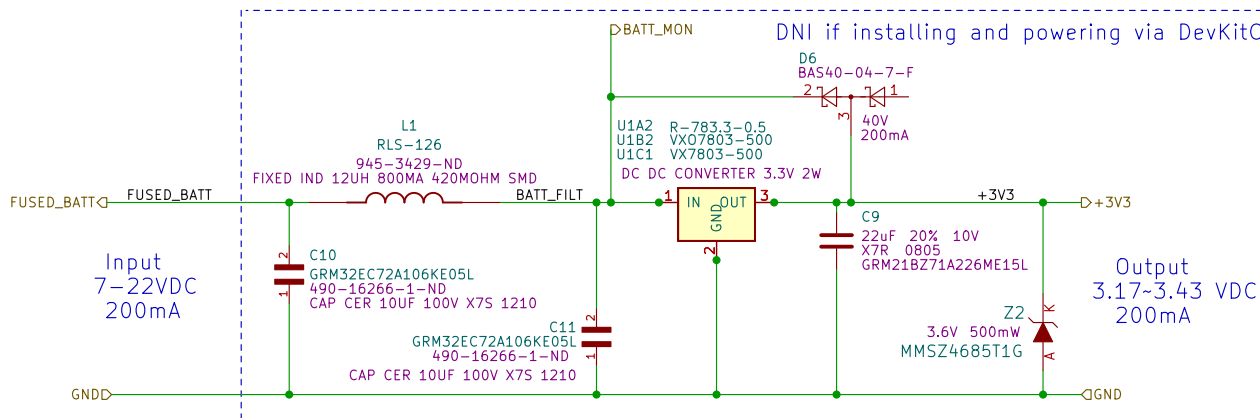 BATT_MON
DNI if installing and powering via DevKitC
D6
BAS40-04-7-F
2
1
3
40V
200mA
L1
RLS-126
945-3429-ND
FIXED IND 12UH 800MA 420MOHM SMD
U1A2 R-783.3-0.5
U1B2 VXO7803-500
U1C1 VX7803-500
DC DC CONVERTER 3.3V 2W
FUSED_BATT
FUSED_BATT
BATT_FILT
1
IN OUT
GND
3
2
+3V3
+3V3
C9
22uF 20% 10V
X7R 0805
GRM21BZ71A226ME15L
Input
7-22VDC
200mA
2
1
C10
GRM32EC72A106KE05L
490-16266-1-ND
CAP CER 10UF 100V X7S 1210
2
1
C11
GRM32EC72A106KE05L
490-16266-1-ND
CAP CER 10UF 100V X7S 1210
K
A
Z2
3.6V 500mW
MMSZ4685T1G
Output
3.17~3.43 VDC
200mA
GND
GND